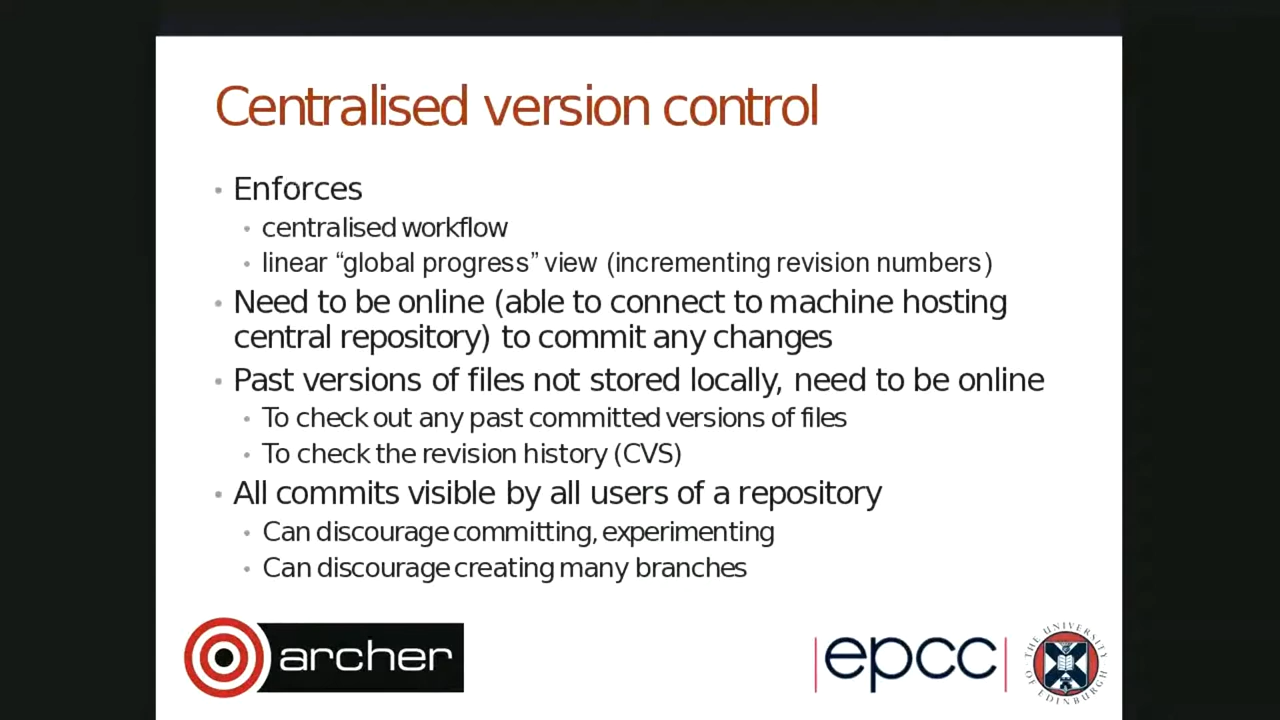 Centralised version control
• Enforces
• centralised workflow
• linear “global progress” view (incrementing revision numbers)
• Need to be online (able to connect to machine hosting
central repository) to commit any changes
• Past versions of files not stored locally, need to be online
• To check out any past committed versions of files
• To check the revision history (CVS)
• All commits visible by all users of a repository
• Can discourage committing, experimenting
• Can discourage creating many branches
archer
epcc
THE UNIVERSITY
OF EDINBURGH